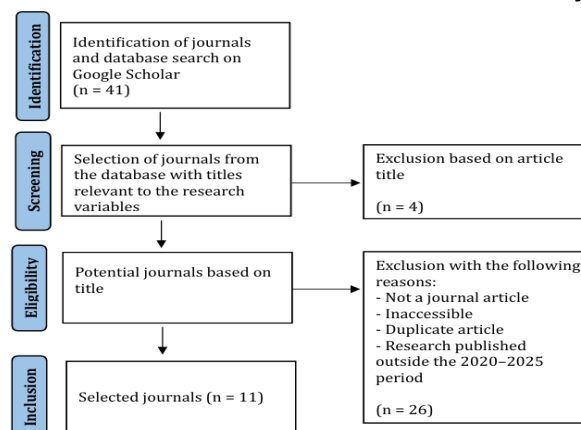 Identification
Identification of journals
and database search on
Google Scholar
(n = 41)
Screening
Selection of journals from
the database with titles
relevant to the research
variables
Exclusion based on article
title
(n = 4)
Eligibility
Potential journals based on
title
Exclusion with the following
reasons:
- Not a journal article
- Inaccessible
- Duplicate article
- Research published
outside the 2020–2025
period
(n = 26)
Inclusion
Selected journals (n = 11)